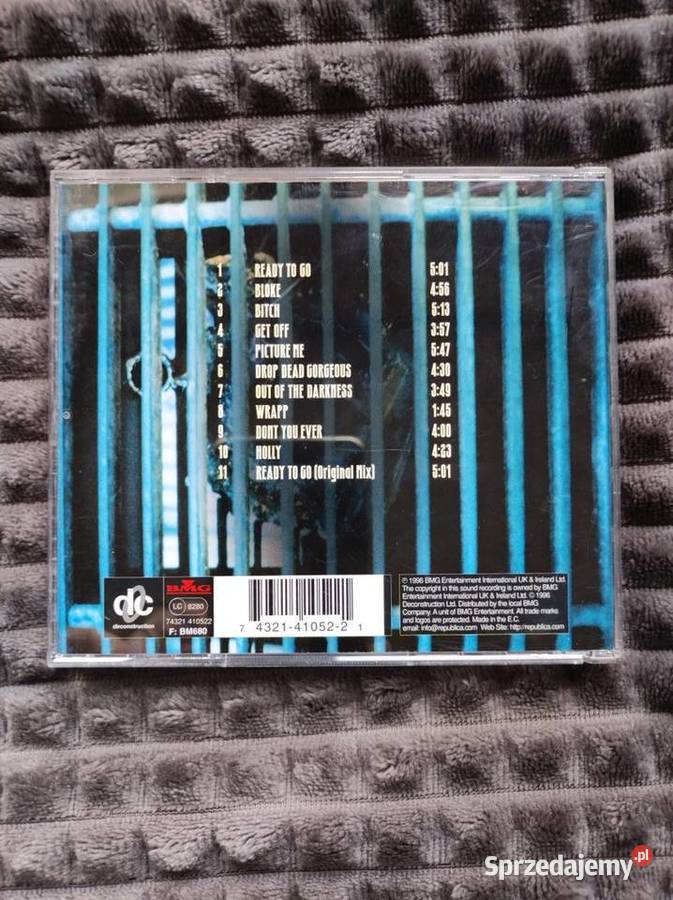 1 READY TO GO 5:01
2 BLOKE 4:56
3 BITCH 5:13
4 GET OFF 3:57
5 PICTURE ME 5:47
6 DROP DEAD GORGEOUS 4:30
7 OUT OF THE DARKNESS 3:49
8 WRAPP 1:45
9 DONT YOU EVER 4:00
10 HOLLY 4:23
11 READY TO GO (Original Mix) 5:01
dc
deconstruction
BMG
LC 8280
74321 410522
F: BM680
7 4321-41052-2 1
℗ 1996 BMG Entertainment International UK & Ireland Ltd.
The copyright in this sound recording is owned by BMG
Entertainment International UK & Ireland Ltd. © 1996
Deconstruction Ltd. Distributed by the local BMG
Company. A unit of BMG Entertainment. All trade marks
and logos are protected. Made in the E.C.
email: info@republica.com Web Site: http://republica.com
Sprzedajemy.pl